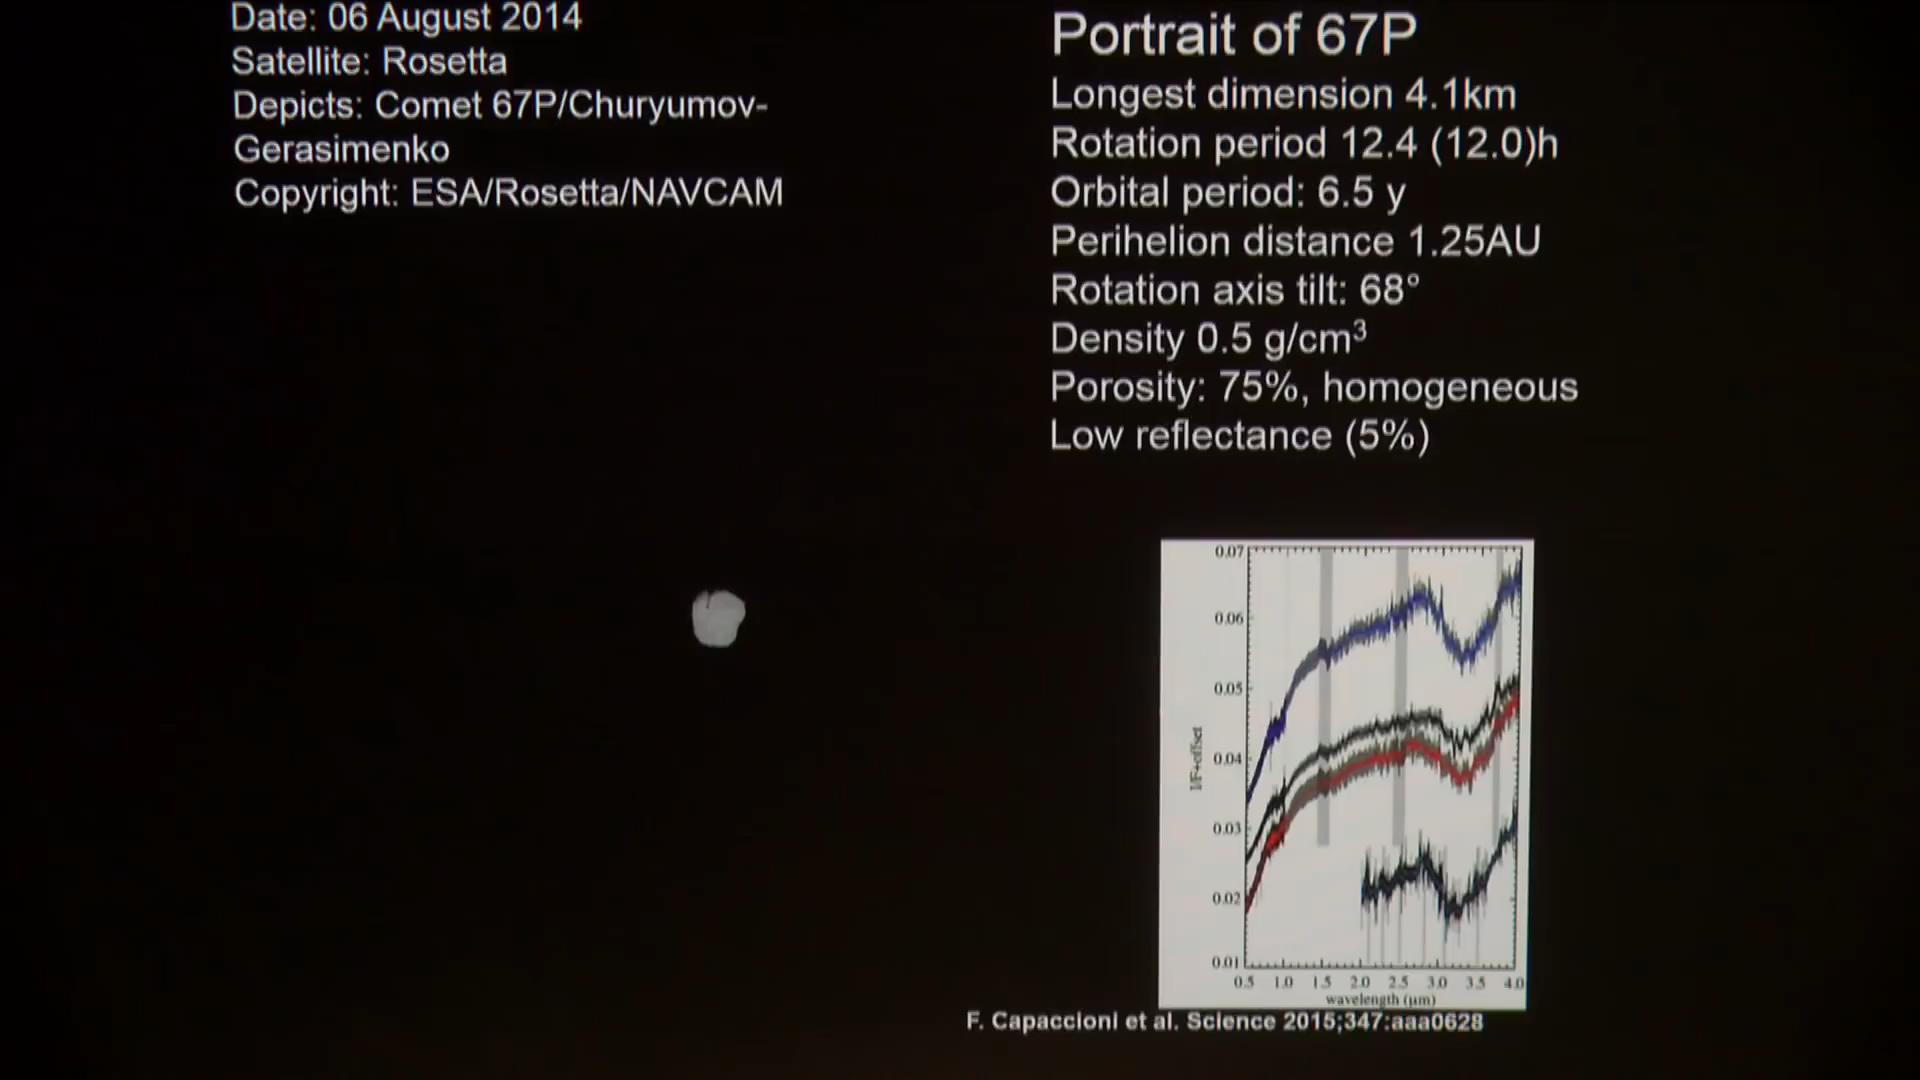 Date: 06 August 2014
Satellite: Rosetta
Depicts: Comet 67P/Churyumov-
Gerasimenko
Copyright: ESA/Rosetta/NAVCAM
Portrait of 67P
Longest dimension 4.1km
Rotation period 12.4 (12.0)h
Orbital period: 6.5 y
Perihelion distance 1.25AU
Rotation axis tilt: 68°
Density 0.5 g/cm³
Porosity: 75%, homogeneous
Low reflectance (5%)
0.07
0.06
0.05
0.04
0.03
0.02
0.01
I/F+offset
0.5 1.0 1.5 2.0 2.5 3.0 3.5 4.0
wavelength (μm)
F. Capaccioni et al. Science 2015;347:aaa0628